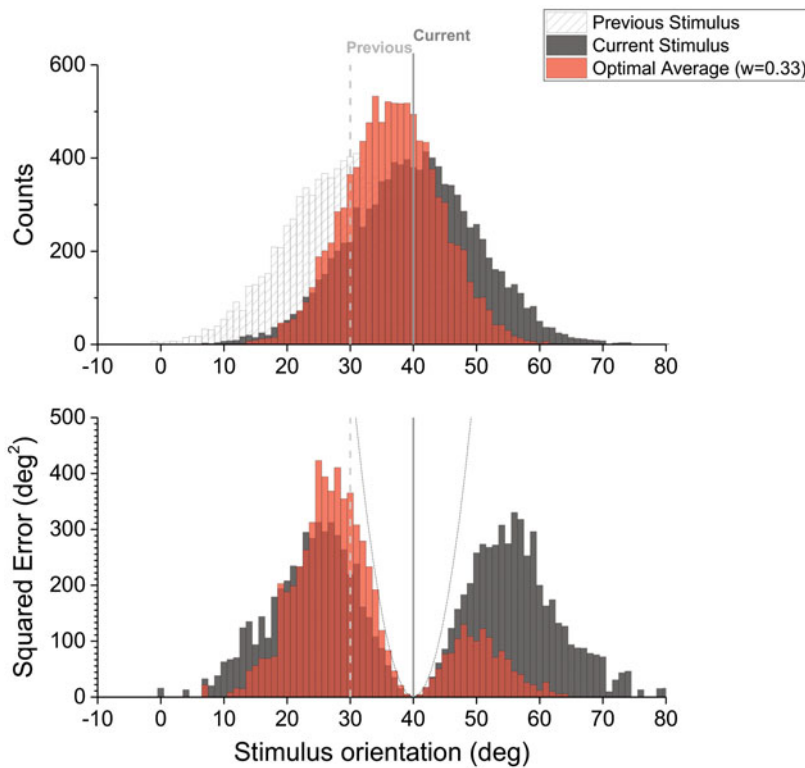 Previous Stimulus
Current Stimulus
Optimal Average (w=0.33)
Current
Previous
600
400
200
0
Counts
-10 0 10 20 30 40 50 60 70 80
500
400
300
200
100
0
Squared Error (deg²)
-10 0 10 20 30 40 50 60 70 80
Stimulus orientation (deg)